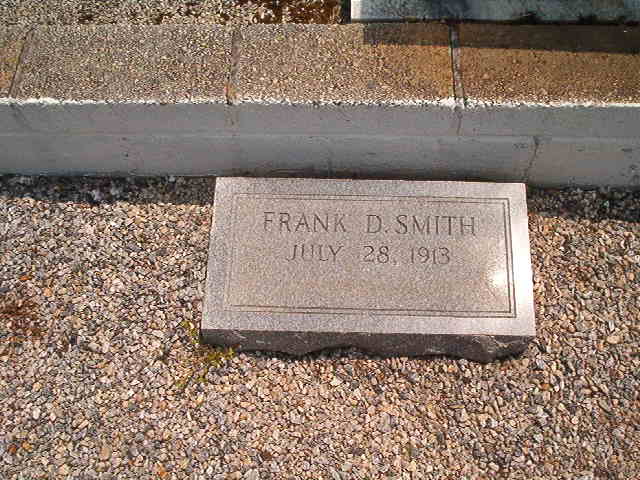 FRANK D. SMITH
JULY 28, 1913